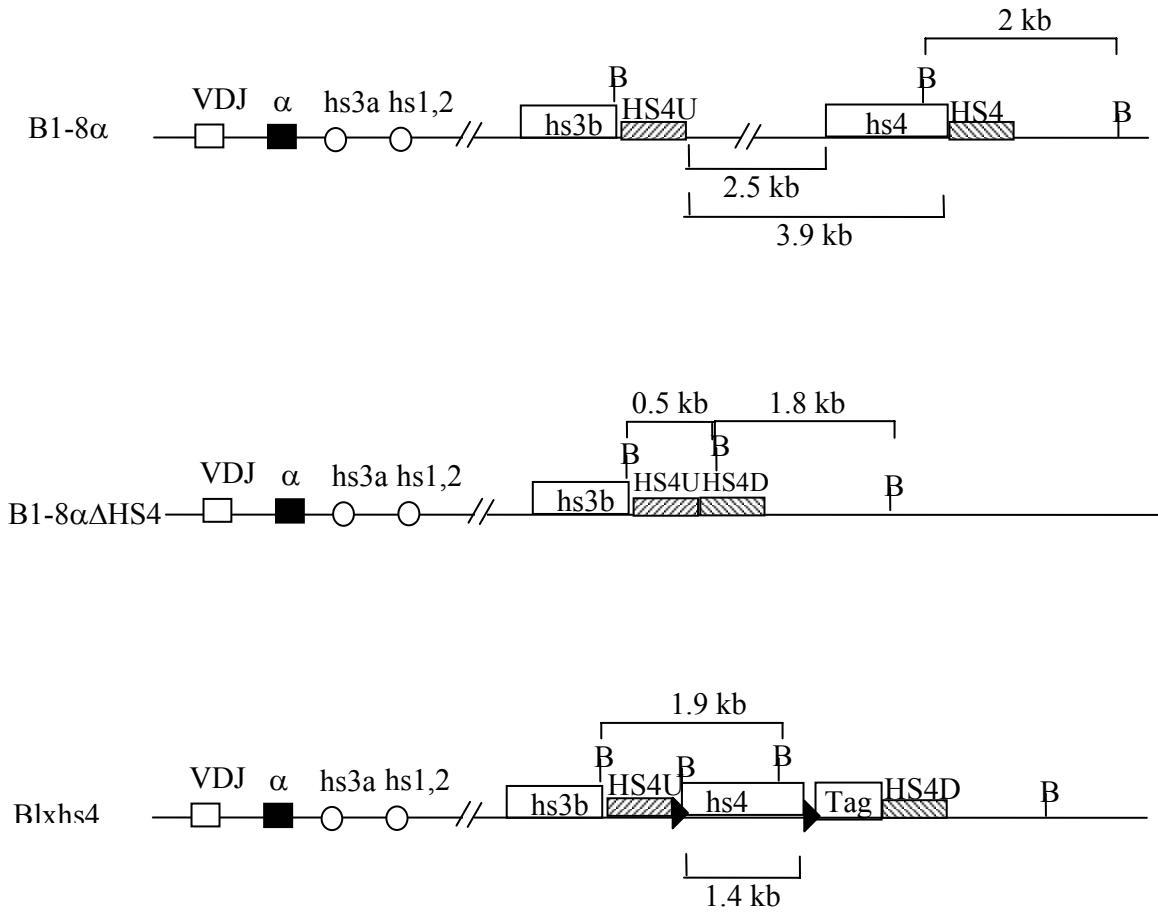 2 kb
B
B
VDJ α hs3a hs1,2
HS4U
HS4
B
B1-8α
hs3b
hs4
2.5 kb
3.9 kb
0.5 kb
1.8 kb
B
B
VDJ α hs3a hs1,2
HS4U HS4D
B
B1-8αΔHS4
hs3b
1.9 kb
B
B
B
VDJ α hs3a hs1,2
HS4U
HS4D
B
Blxhs4
hs3b
hs4
Tag
1.4 kb